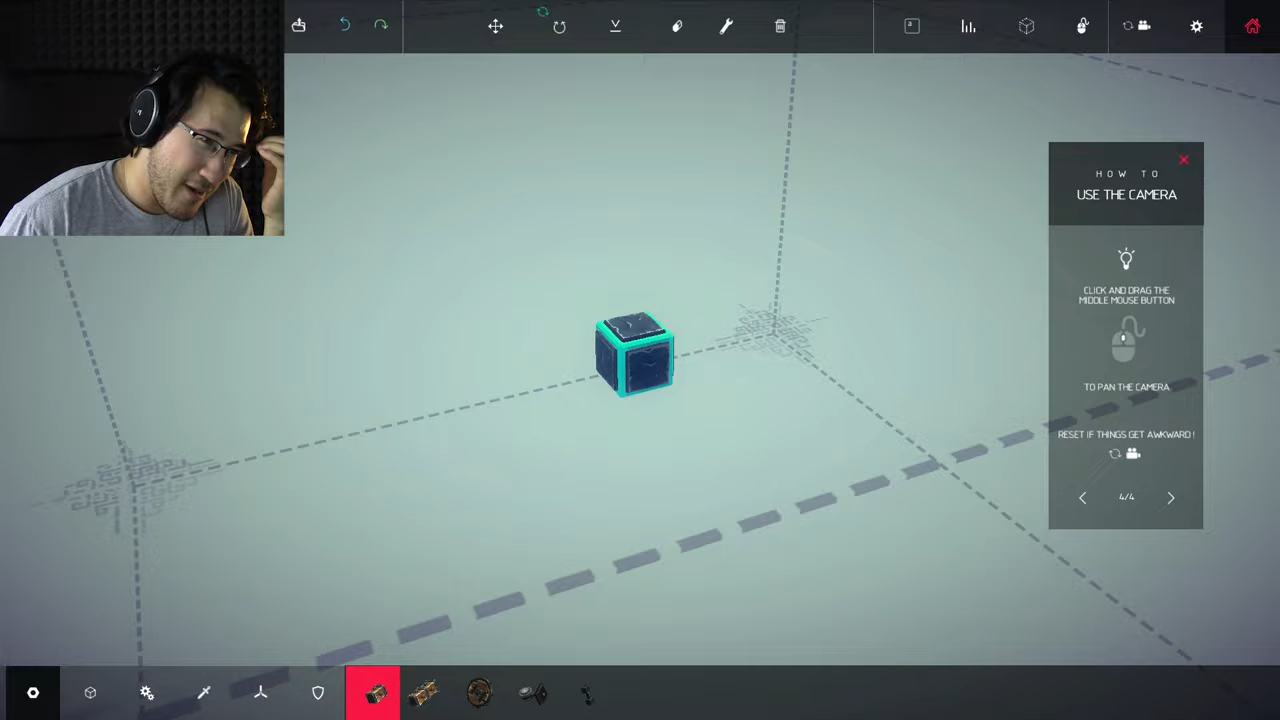 HOW TO
USE THE CAMERA
CLICK AND DRAG THE
MIDDLE MOUSE BUTTON
TO PAN THE CAMERA
RESET IF THINGS GET AWKWARD!
4/4